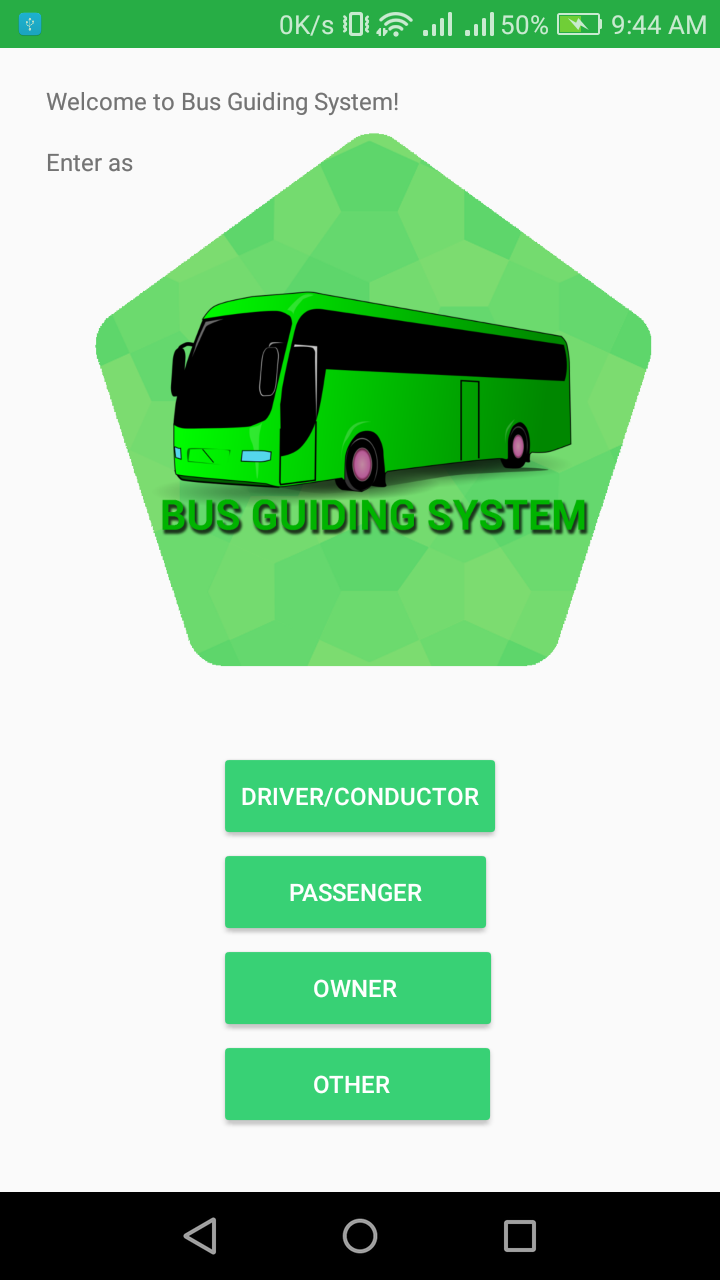 0K/s 50% 9:44 AM
Welcome to Bus Guiding System!
Enter as
BUS GUIDING SYSTEM
DRIVER/CONDUCTOR
PASSENGER
OWNER
OTHER